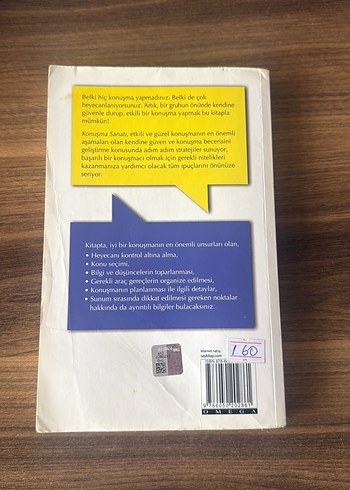 Belki hiç konuşma yapmadınız. Belki de çok
heyecanlanıyorsunuz. Artık, bir grubun önünde kendine
güvenle durup, etkili bir konuşma yapmak bu kitapla
mümkün!
Konuşma Sanatı, etkili ve güzel konuşmanın en önemli
aşamaları olan kendine güven ve konuşma becerisini
geliştirme konusunda adım adım stratejiler sunuyor,
başarılı bir konuşmacı olmak için gerekli nitelikleri
kazanmanıza yardımcı olacak tüm ipuçlarını önünüze
seriyor.
Kitapta, iyi bir konuşmanın en önemli unsurları olan,
• Heyecanı kontrol altına alma,
• Konu seçimi,
• Bilgi ve düşüncelerin toparlanması,
• Gerekli araç gereçlerin organize edilmesi,
• Konuşmanın planlanması ile ilgili detaylar,
• Sunum sırasında dikkat edilmesi gereken noktalar
hakkında da ayrıntılı bilgiler bulacaksınız.
internet satış:
160
9 786050 202861
OMEGA